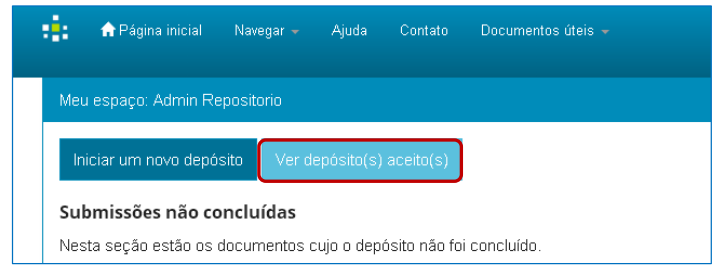 Página inicial Navegar Ajuda Contato Documentos úteis
Meu espaço: Admin Repositorio
Iniciar um novo depósito Ver depósito(s) aceito(s)
Submissões não concluídas
Nesta seção estão os documentos cujo o depósito não foi concluído.